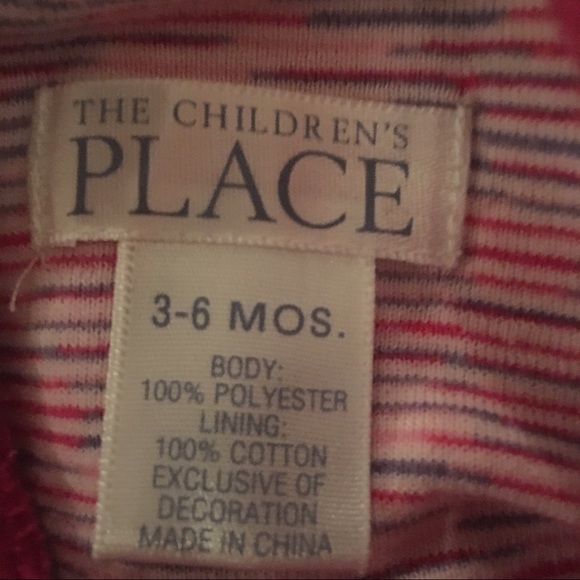 THE CHILDREN'S
PLACE
3-6 MOS.
BODY:
100% POLYESTER
LINING:
100% COTTON
EXCLUSIVE OF
DECORATION
MADE IN CHINA